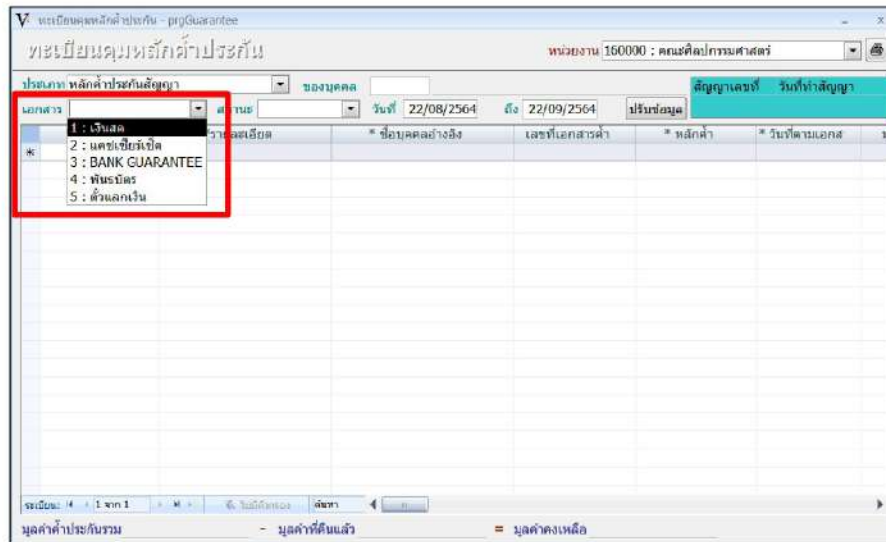 ทะเบียนคุมหลักค้ำประกัน - prgGuarantee
ทะเบียนคุมหลักค้ำประกัน หน่วยงาน 160000 : คณะศิลปกรรมศาสตร์
ประเภท หลักค้ำประกันสัญญา ของบุคคล สัญญาเลขที่ วันที่ทำสัญญา
เอกสาร สถานะ วันที่ 22/08/2564 ถึง 22/09/2564 ปรับข้อมูล
รายละเอียด * ชื่อบุคคลอ้างอิง เลขที่เอกสารค้ำ * หลักค้ำ * วันที่ตามเอกส
1 : เงินสด
2 : แคชเชียร์เช็ค
3 : BANK GUARANTEE
4 : พันธบัตร
5 : ตั๋วแลกเงิน
ระเบียน: 1 จาก 1 ไม่มีตัวกรอง ค้นหา
มูลค่าค้ำประกันรวม - มูลค่าที่คืนแล้ว = มูลค่าคงเหลือ